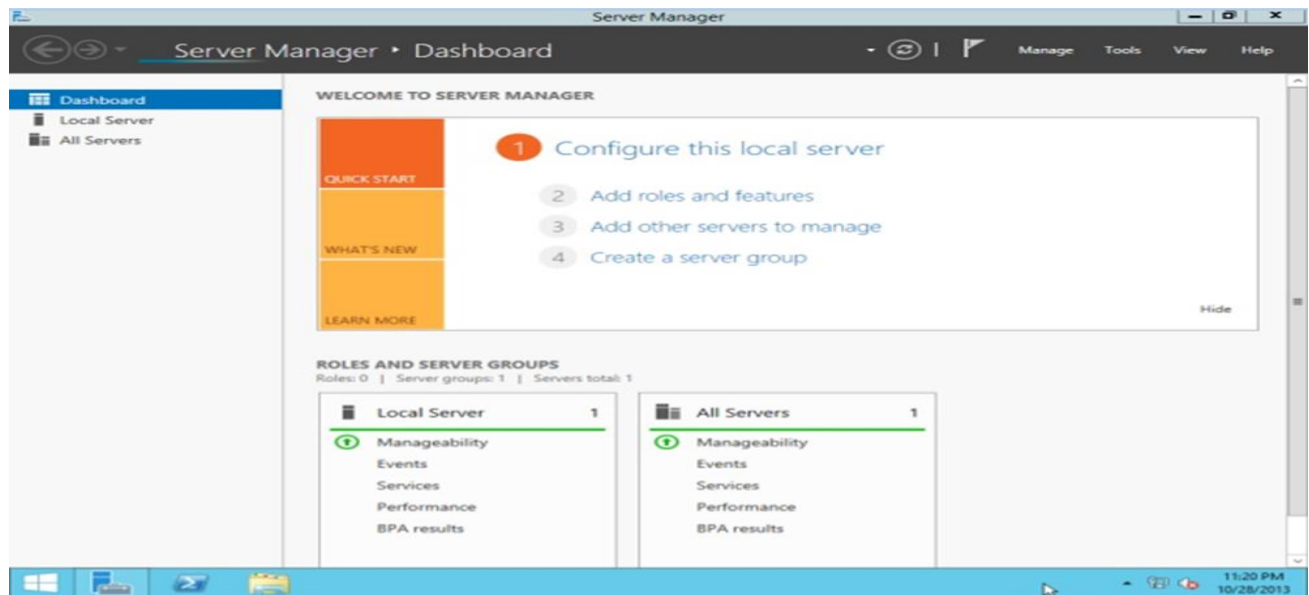 Server Manager
Server Manager ‣ Dashboard
Manage Tools View Help
Dashboard
Local Server
All Servers
WELCOME TO SERVER MANAGER
QUICK START
WHAT'S NEW
LEARN MORE
1 Configure this local server
2 Add roles and features
3 Add other servers to manage
4 Create a server group
Hide
ROLES AND SERVER GROUPS
Roles: 0 | Server groups: 1 | Servers total: 1
Local Server 1
Manageability
Events
Services
Performance
BPA results
All Servers 1
Manageability
Events
Services
Performance
BPA results
11:20 PM
10/28/2013